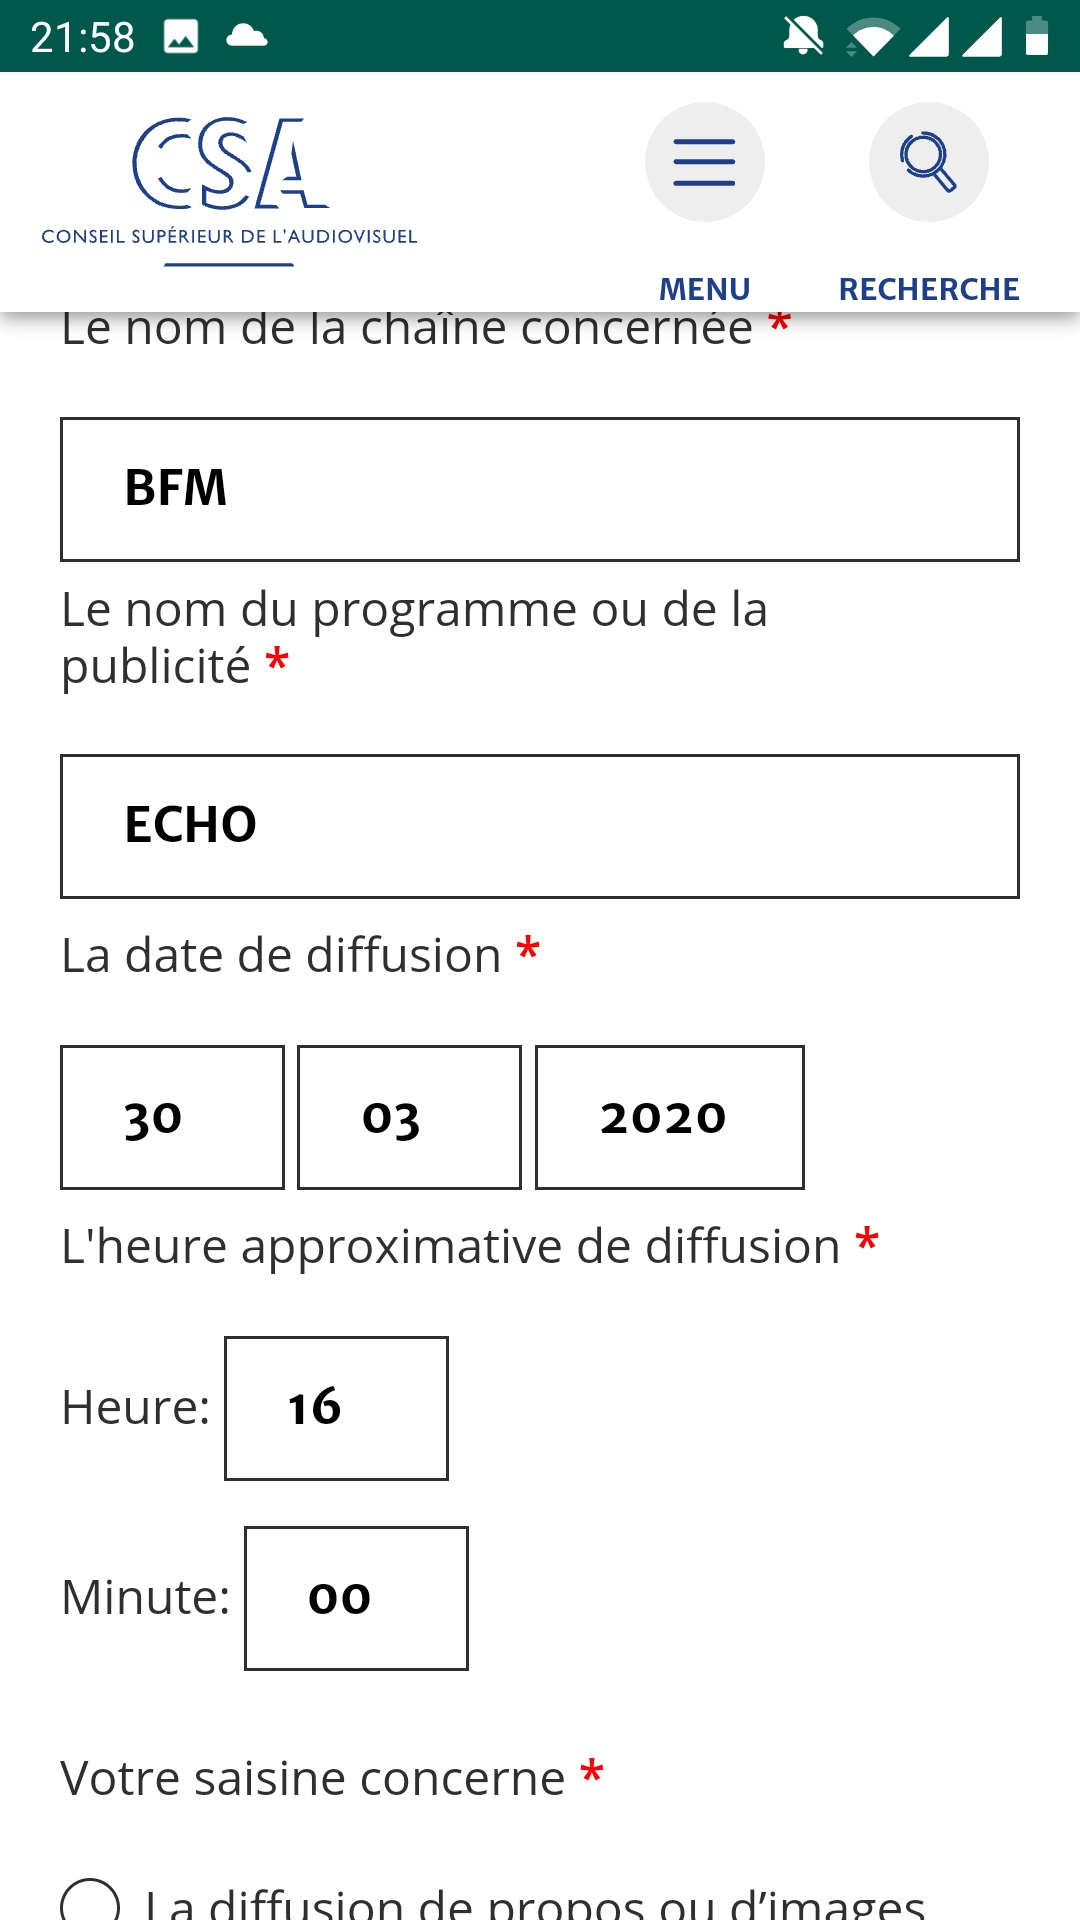 21:58
CSA
CONSEIL SUPÉRIEUR DE L'AUDIOVISUEL
MENU
RECHERCHE
Le nom de la chaîne concernée *
BFM
Le nom du programme ou de la
publicité *
ECHO
La date de diffusion *
30 03 2020
L'heure approximative de diffusion *
Heure: 16
Minute: 00
Votre saisine concerne *
La diffusion de propos ou d’images